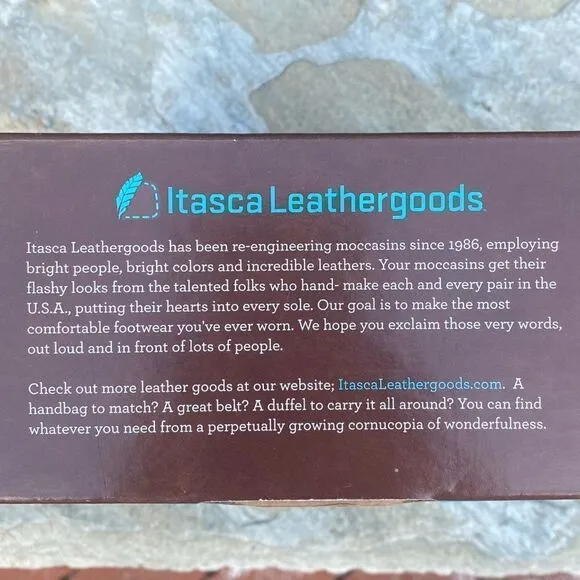 Itasca Leathergoods
Itasca Leathergoods has been re-engineering moccasins since 1986, employing
bright people, bright colors and incredible leathers. Your moccasins get their
flashy looks from the talented folks who hand- make each and every pair in the
U.S.A., putting their hearts into every sole. Our goal is to make the most
comfortable footwear you've ever worn. We hope you exclaim those very words,
out loud and in front of lots of people.
Check out more leather goods at our website; ItascaLeathergoods.com. A
handbag to match? A great belt? A duffel to carry it all around? You can find
whatever you need from a perpetually growing cornucopia of wonderfulness.